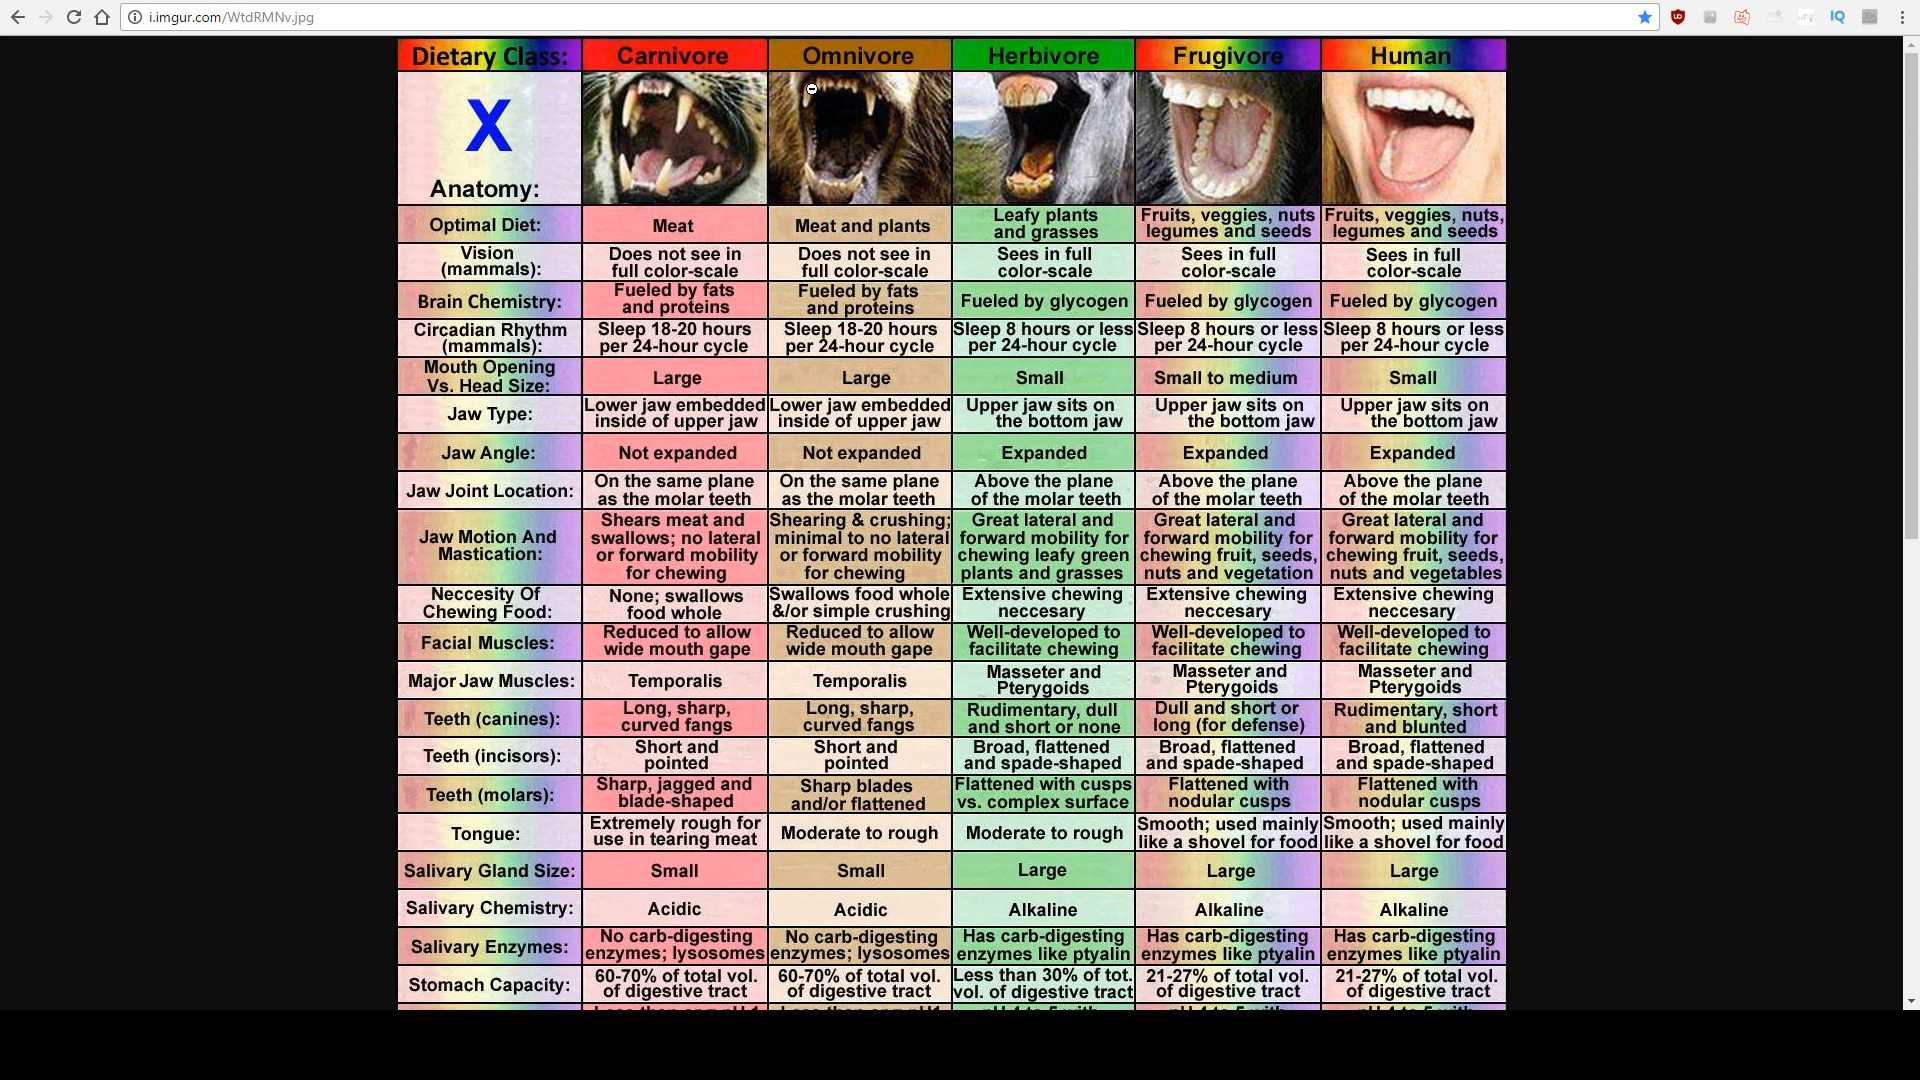 i.imgur.com/WtdRMNv.jpg
Dietary Class: Carnivore Omnivore Herbivore Frugivore Human
X
Anatomy:
Optimal Diet: Meat Meat and plants Leafy plants and grasses Fruits, veggies, nuts legumes and seeds Fruits, veggies, nuts, legumes and seeds
Vision (mammals): Does not see in full color-scale Does not see in full color-scale Sees in full color-scale Sees in full color-scale Sees in full color-scale
Brain Chemistry: Fueled by fats and proteins Fueled by fats and proteins Fueled by glycogen Fueled by glycogen Fueled by glycogen
Circadian Rhythm (mammals): Sleep 18-20 hours per 24-hour cycle Sleep 18-20 hours per 24-hour cycle Sleep 8 hours or less per 24-hour cycle Sleep 8 hours or less per 24-hour cycle Sleep 8 hours or less per 24-hour cycle
Mouth Opening Vs. Head Size: Large Large Small Small to medium Small
Jaw Type: Lower jaw embedded inside of upper jaw Lower jaw embedded inside of upper jaw Upper jaw sits on the bottom jaw Upper jaw sits on the bottom jaw Upper jaw sits on the bottom jaw
Jaw Angle: Not expanded Not expanded Expanded Expanded Expanded
Jaw Joint Location: On the same plane as the molar teeth On the same plane as the molar teeth Above the plane of the molar teeth Above the plane of the molar teeth Above the plane of the molar teeth
Jaw Motion And Mastication: Shears meat and swallows; no lateral or forward mobility for chewing Shearing & crushing; minimal to no lateral or forward mobility for chewing Great lateral and forward mobility for chewing leafy green plants and grasses Great lateral and forward mobility for chewing fruit, seeds, nuts and vegetation Great lateral and forward mobility for chewing fruit, seeds, nuts and vegetables
Neccesity Of Chewing Food: None; swallows food whole Swallows food whole &/or simple crushing Extensive chewing neccesary Extensive chewing neccesary Extensive chewing neccesary
Facial Muscles: Reduced to allow wide mouth gape Reduced to allow wide mouth gape Well-developed to facilitate chewing Well-developed to facilitate chewing Well-developed to facilitate chewing
Major Jaw Muscles: Temporalis Temporalis Masseter and Pterygoids Masseter and Pterygoids Masseter and Pterygoids
Teeth (canines): Long, sharp, curved fangs Long, sharp, curved fangs Rudimentary, dull and short or none Dull and short or long (for defense) Rudimentary, short and blunted
Teeth (incisors): Short and pointed Short and pointed Broad, flattened and spade-shaped Broad, flattened and spade-shaped Broad, flattened and spade-shaped
Teeth (molars): Sharp, jagged and blade-shaped Sharp blades and/or flattened Flattened with cusps vs. complex surface Flattened with nodular cusps Flattened with nodular cusps
Tongue: Extremely rough for use in tearing meat Moderate to rough Moderate to rough Smooth; used mainly like a shovel for food Smooth; used mainly like a shovel for food
Salivary Gland Size: Small Small Large Large Large
Salivary Chemistry: Acidic Acidic Alkaline Alkaline Alkaline
Salivary Enzymes: No carb-digesting enzymes; lysosomes No carb-digesting enzymes; lysosomes Has carb-digesting enzymes like ptyalin Has carb-digesting enzymes like ptyalin Has carb-digesting enzymes like ptyalin
Stomach Capacity: 60-70% of total vol. of digestive tract 60-70% of total vol. of digestive tract Less than 30% of tot. vol. of digestive tract 21-27% of total vol. of digestive tract 21-27% of total vol. of digestive tract